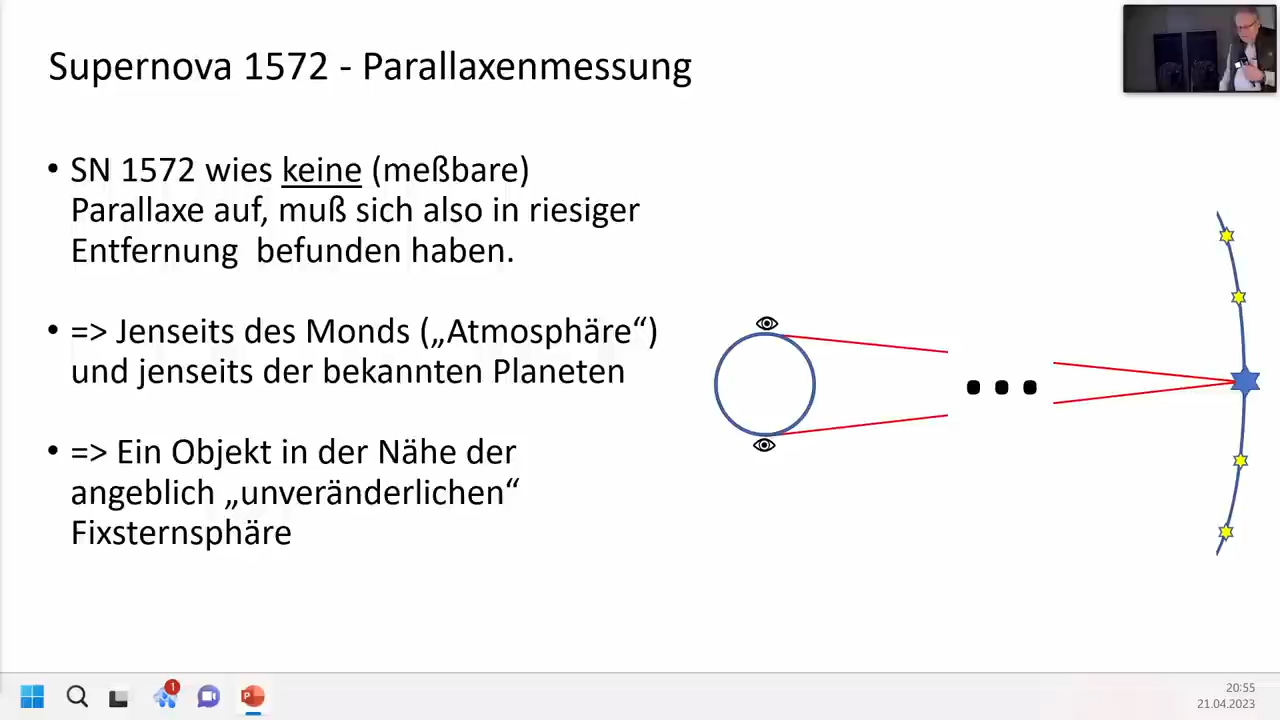 Supernova 1572 - Parallaxenmessung
• SN 1572 wies keine (meßbare)
Parallaxe auf, muß sich also in riesiger
Entfernung  befunden haben.
• => Jenseits des Monds („Atmosphäre“)
und jenseits der bekannten Planeten
• => Ein Objekt in der Nähe der
angeblich „unveränderlichen“
Fixsternsphäre
1
P
20:55
21.04.2023